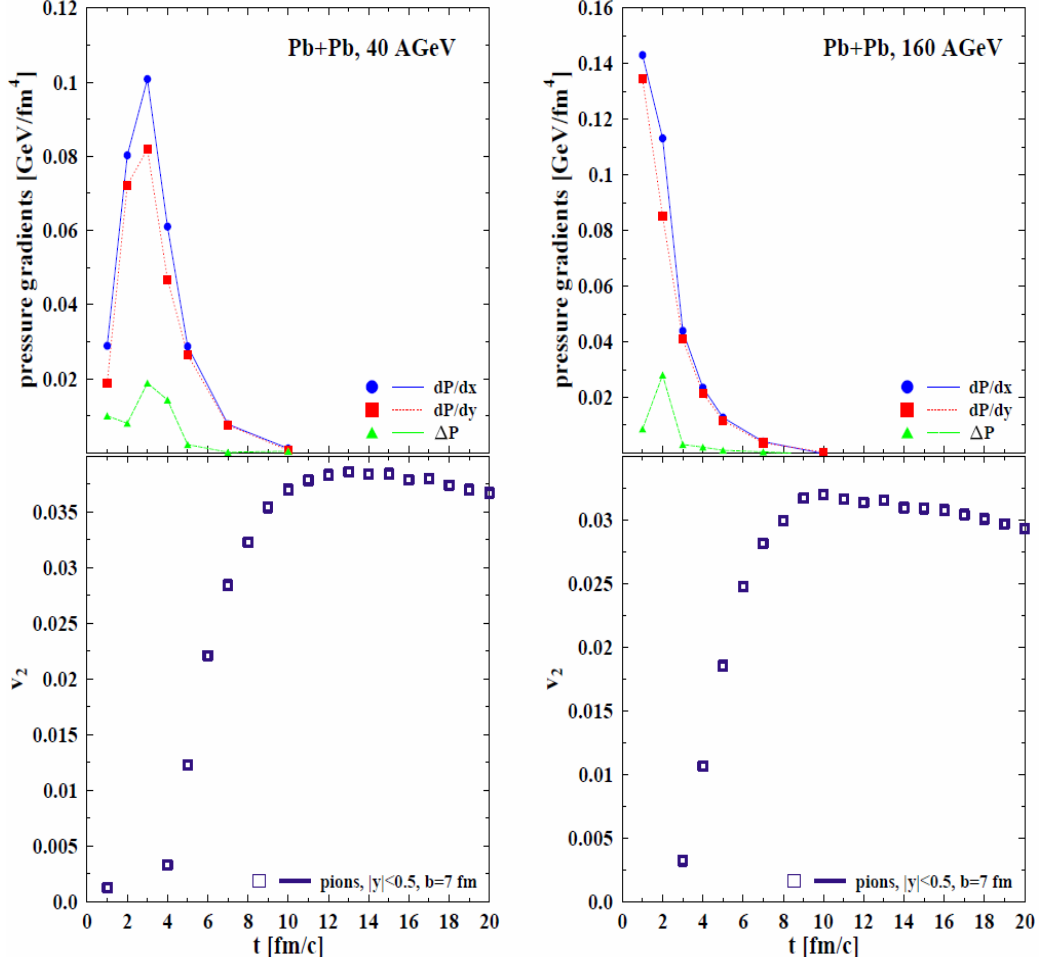 0.12
Pb+Pb, 40 AGeV
0.1
0.08
0.06
0.04
0.02
pressure gradients [GeV/fm⁴]
dP/dx
dP/dy
ΔP
0.035
0.03
0.025
0.02
0.015
0.01
0.005
0.0
v₂
pions, |y|<0.5, b=7 fm
0 2 4 6 8 10 12 14 16 18 20
t [fm/c]
0.16
Pb+Pb, 160 AGeV
0.14
0.12
0.1
0.08
0.06
0.04
0.02
pressure gradients [GeV/fm⁴]
dP/dx
dP/dy
ΔP
0.03
0.025
0.02
0.015
0.01
0.005
0.0
v₂
pions, |y|<0.5, b=7 fm
0 2 4 6 8 10 12 14 16 18 20
t [fm/c]